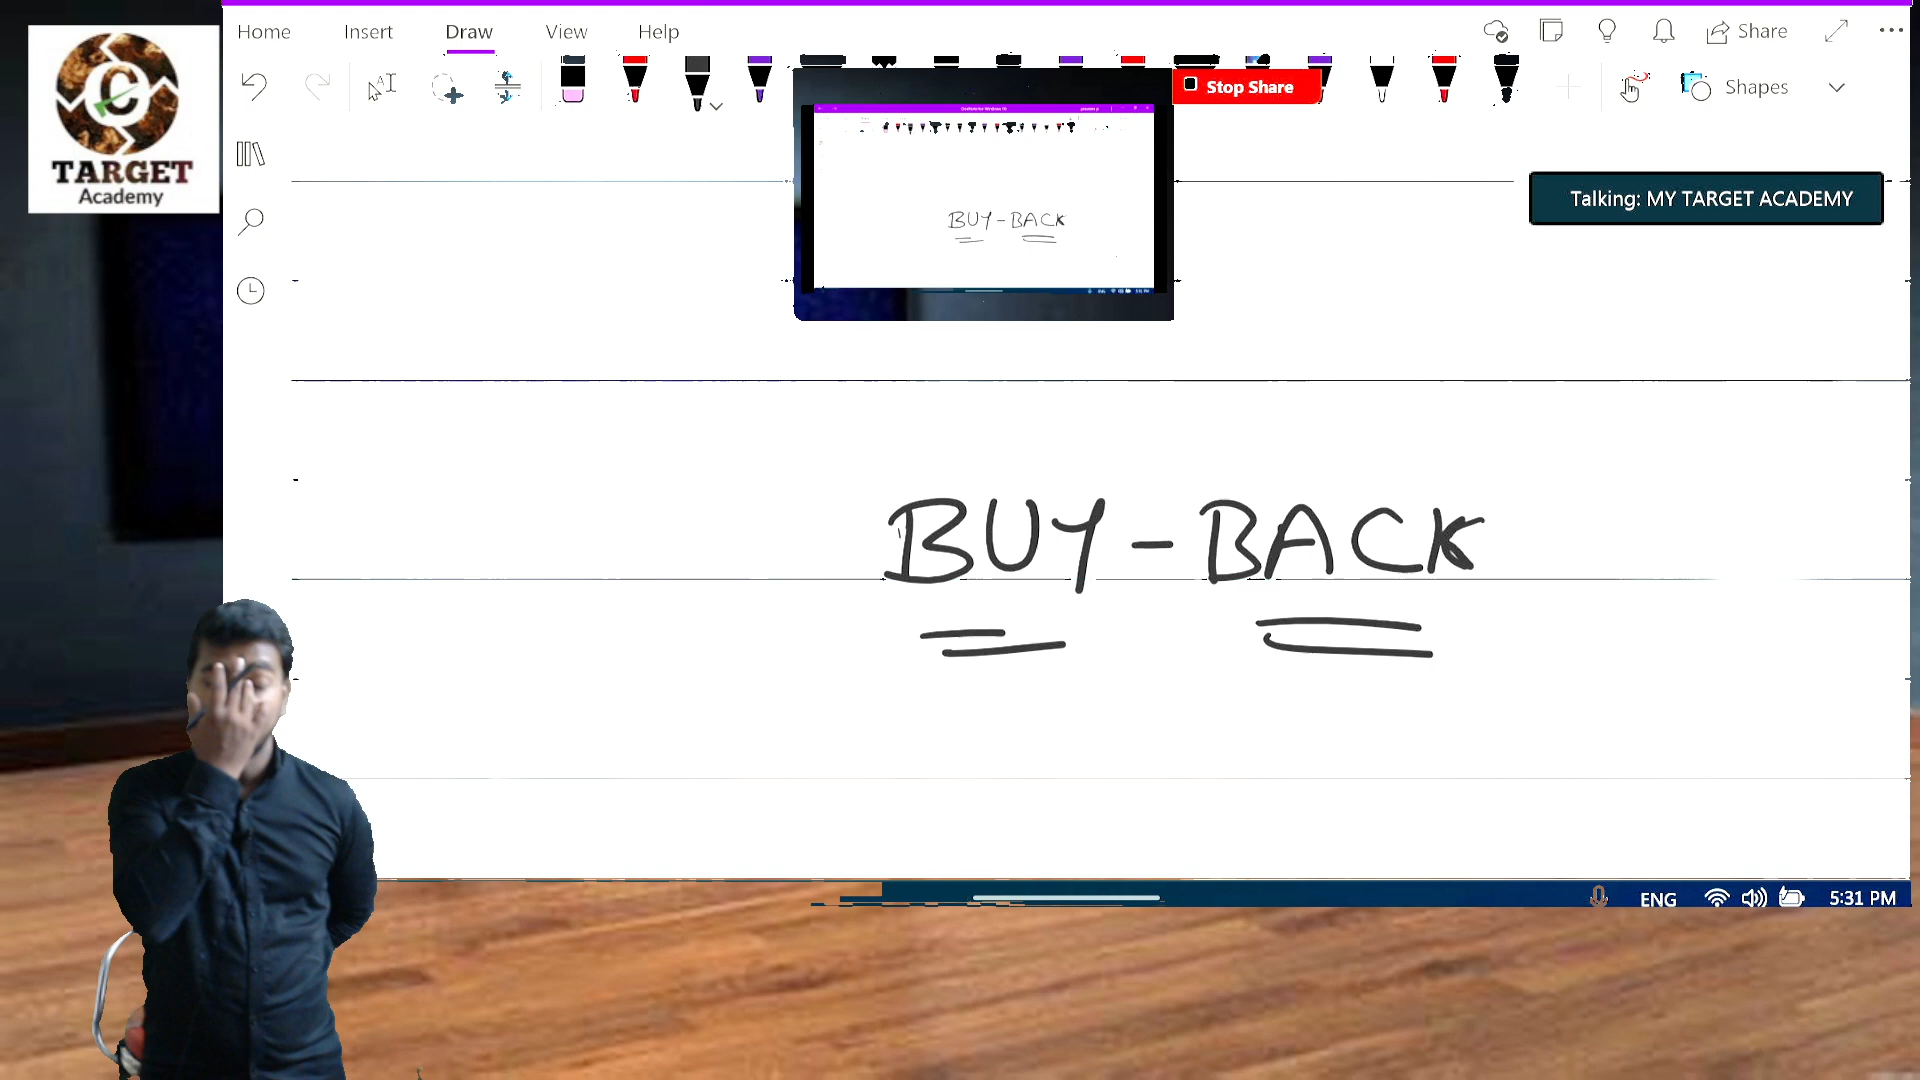 Home Insert Draw View Help Share
Stop Share Shapes
TARGET
Academy
Talking: MY TARGET ACADEMY
BUY-BACK
BUY-BACK
ENG 5:31 PM